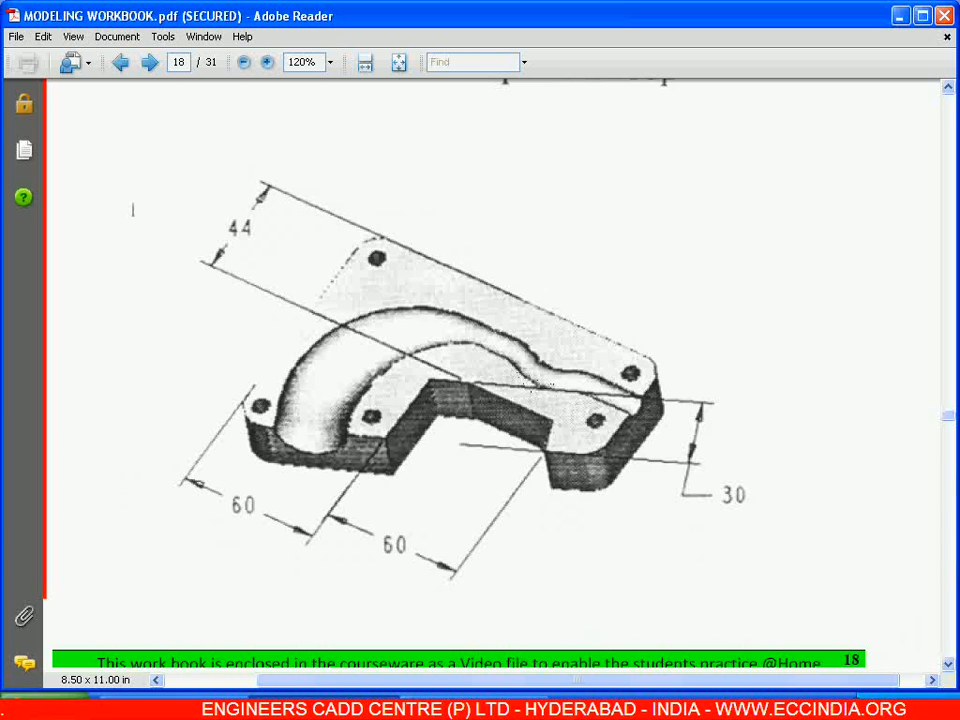 MODELING WORKBOOK.pdf (SECURED) - Adobe Reader
File Edit View Document Tools Window Help
18 / 31 120% Find
44
60
60
30
This work book is enclosed in the courseware as a Video file to enable the students practice @Home 18
8.50 x 11.00 in
ENGINEERS CADD CENTRE (P) LTD - HYDERABAD - INDIA - WWW.ECCINDIA.ORG